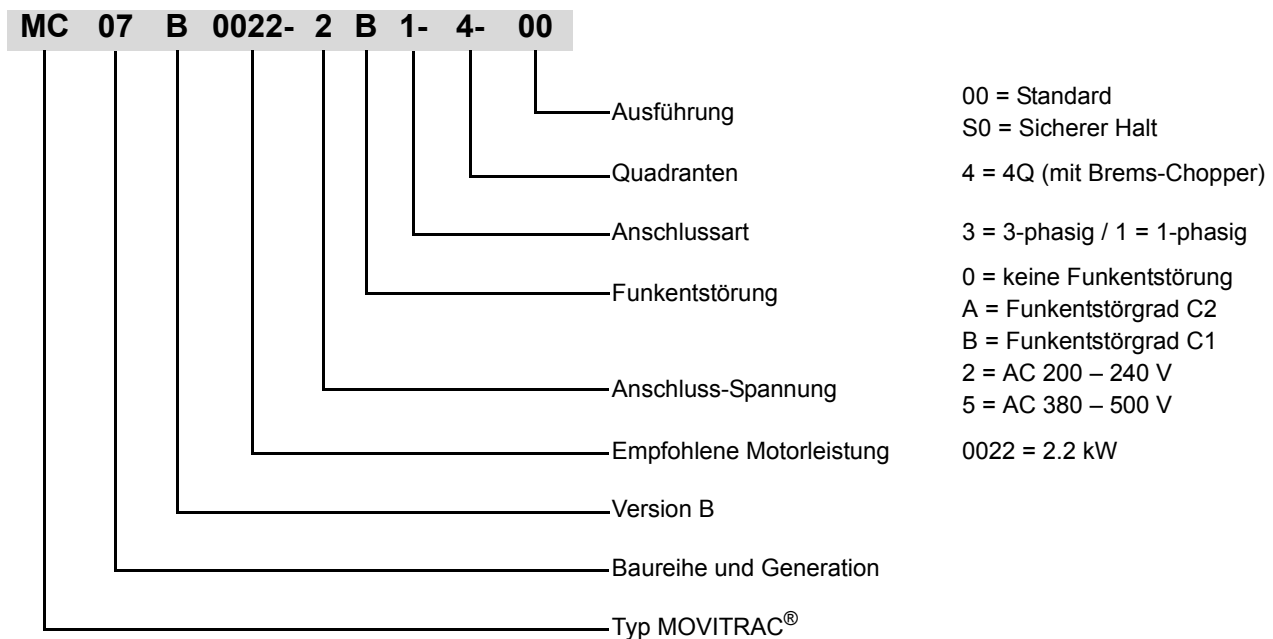 MC 07 B 0022- 2 B 1- 4- 00
Ausführung
00 = Standard
S0 = Sicherer Halt
Quadranten
4 = 4Q (mit Brems-Chopper)
Anschlussart
3 = 3-phasig / 1 = 1-phasig
Funkentstörung
0 = keine Funkentstörung
A = Funkentstörgrad C2
B = Funkentstörgrad C1
Anschluss-Spannung
2 = AC 200 – 240 V
5 = AC 380 – 500 V
Empfohlene Motorleistung
0022 = 2.2 kW
Version B
Baureihe und Generation
Typ MOVITRAC®